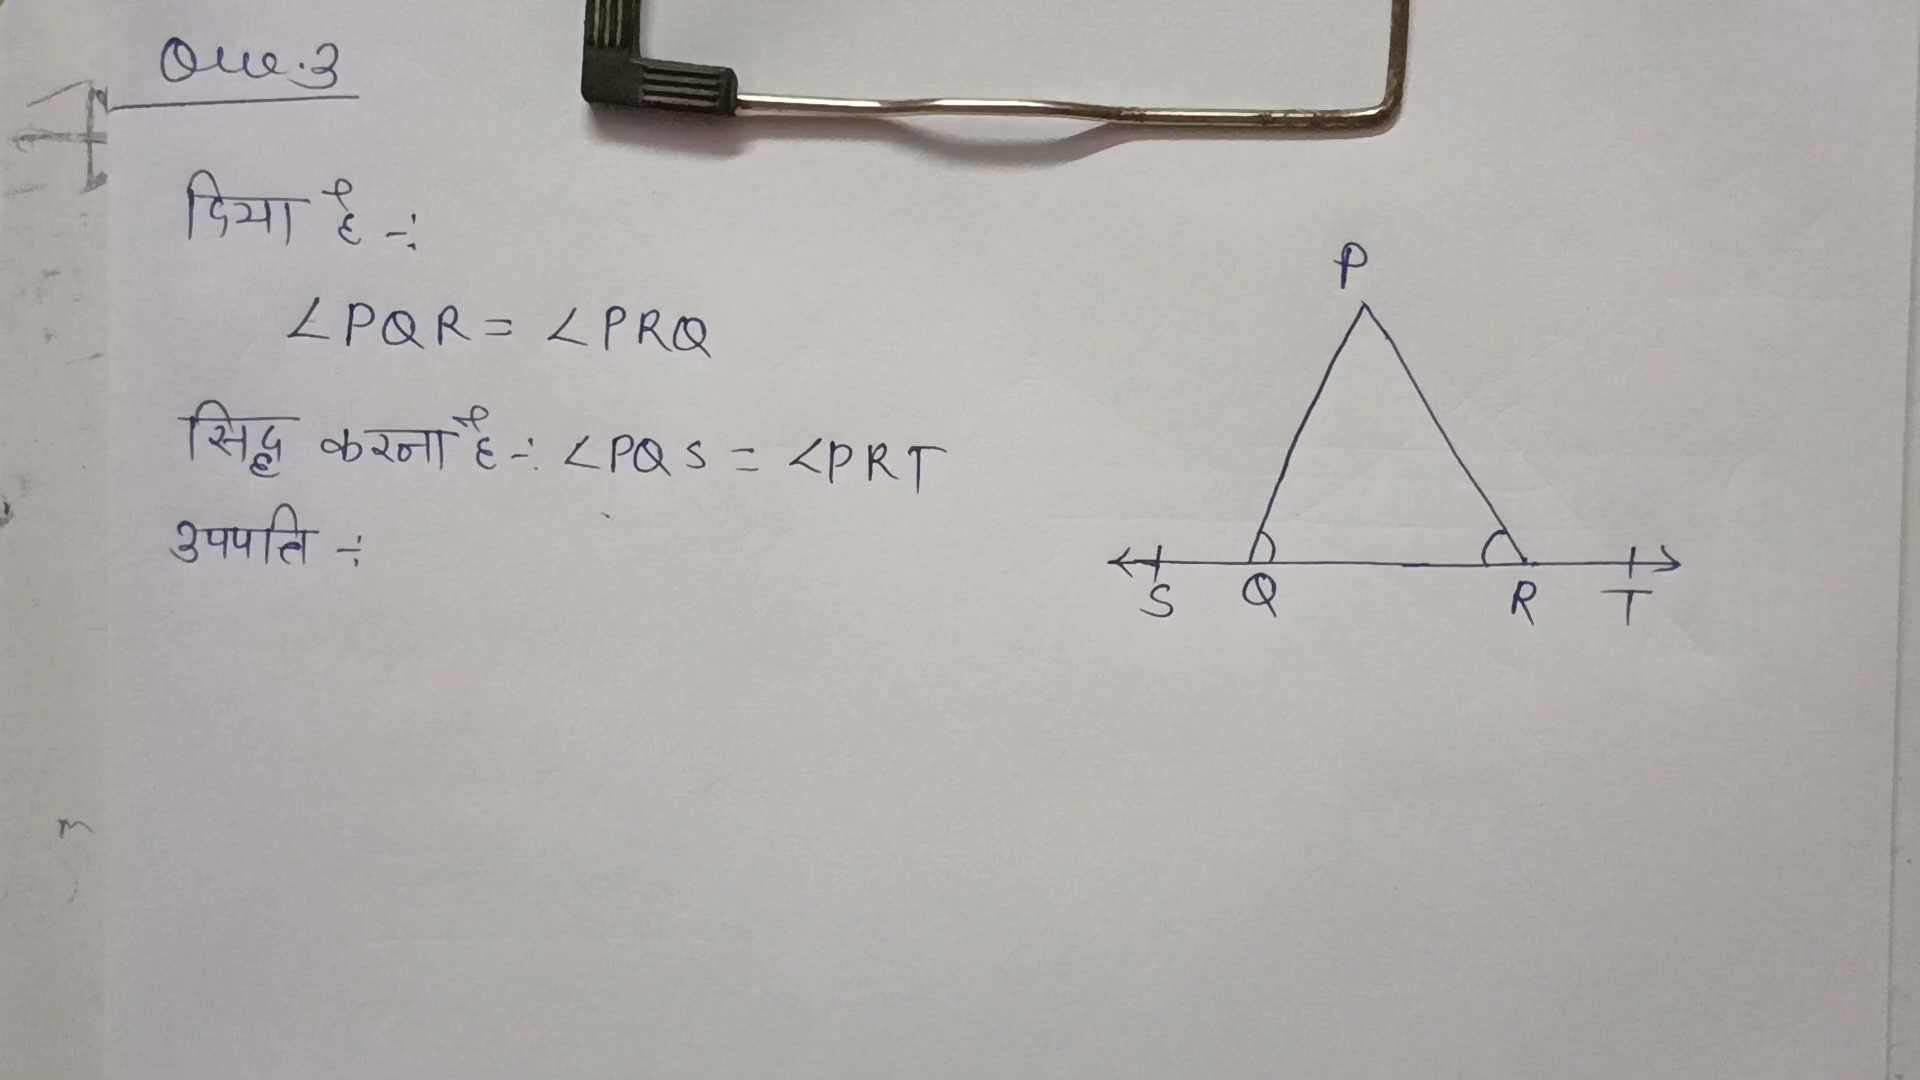 Que.3
दिया है -:
∠PQR = ∠PRQ
सिद्ध करना है -: ∠PQS = ∠PRT
उपपत्ति -:
P
S Q R T